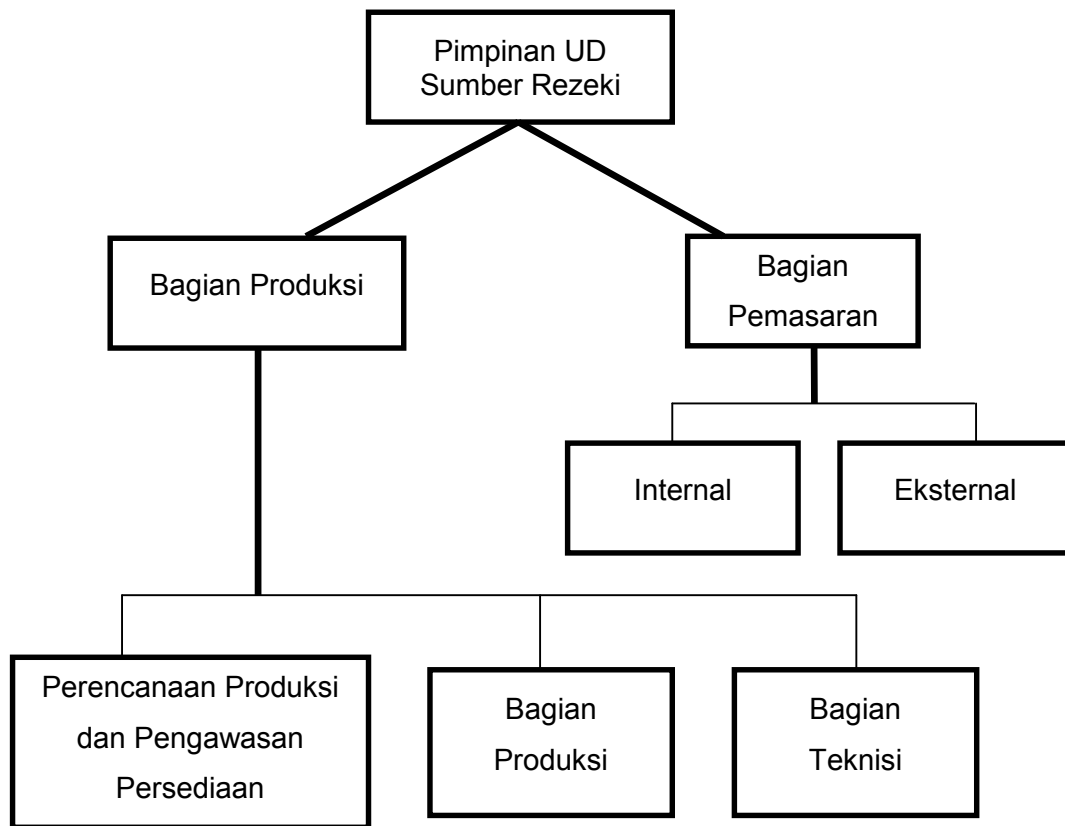 Pimpinan UD
Sumber Rezeki
Bagian Produksi
Bagian
Pemasaran
Internal
Eksternal
Perencanaan Produksi
dan Pengawasan
Persediaan
Bagian
Produksi
Bagian
Teknisi